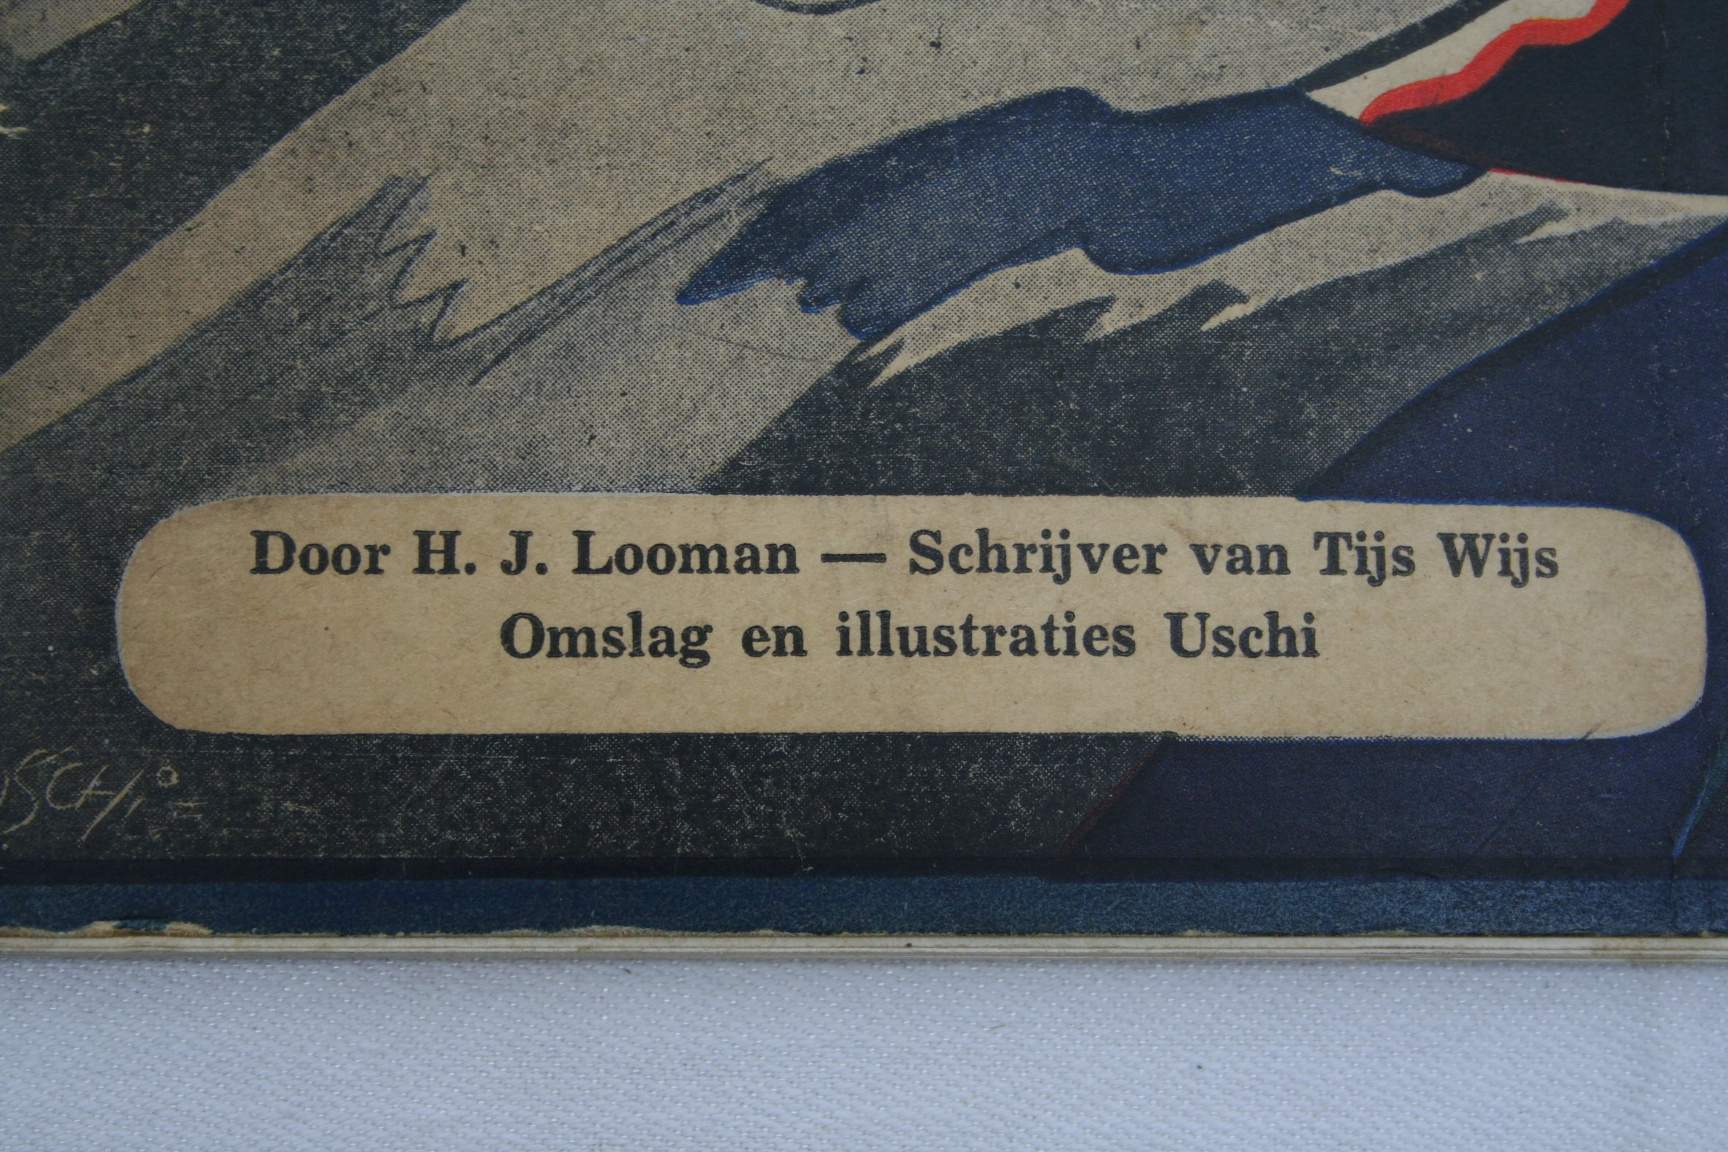 Door H. J. Looman — Schrijver van Tijs Wijs
Omslag en illustraties Uschi